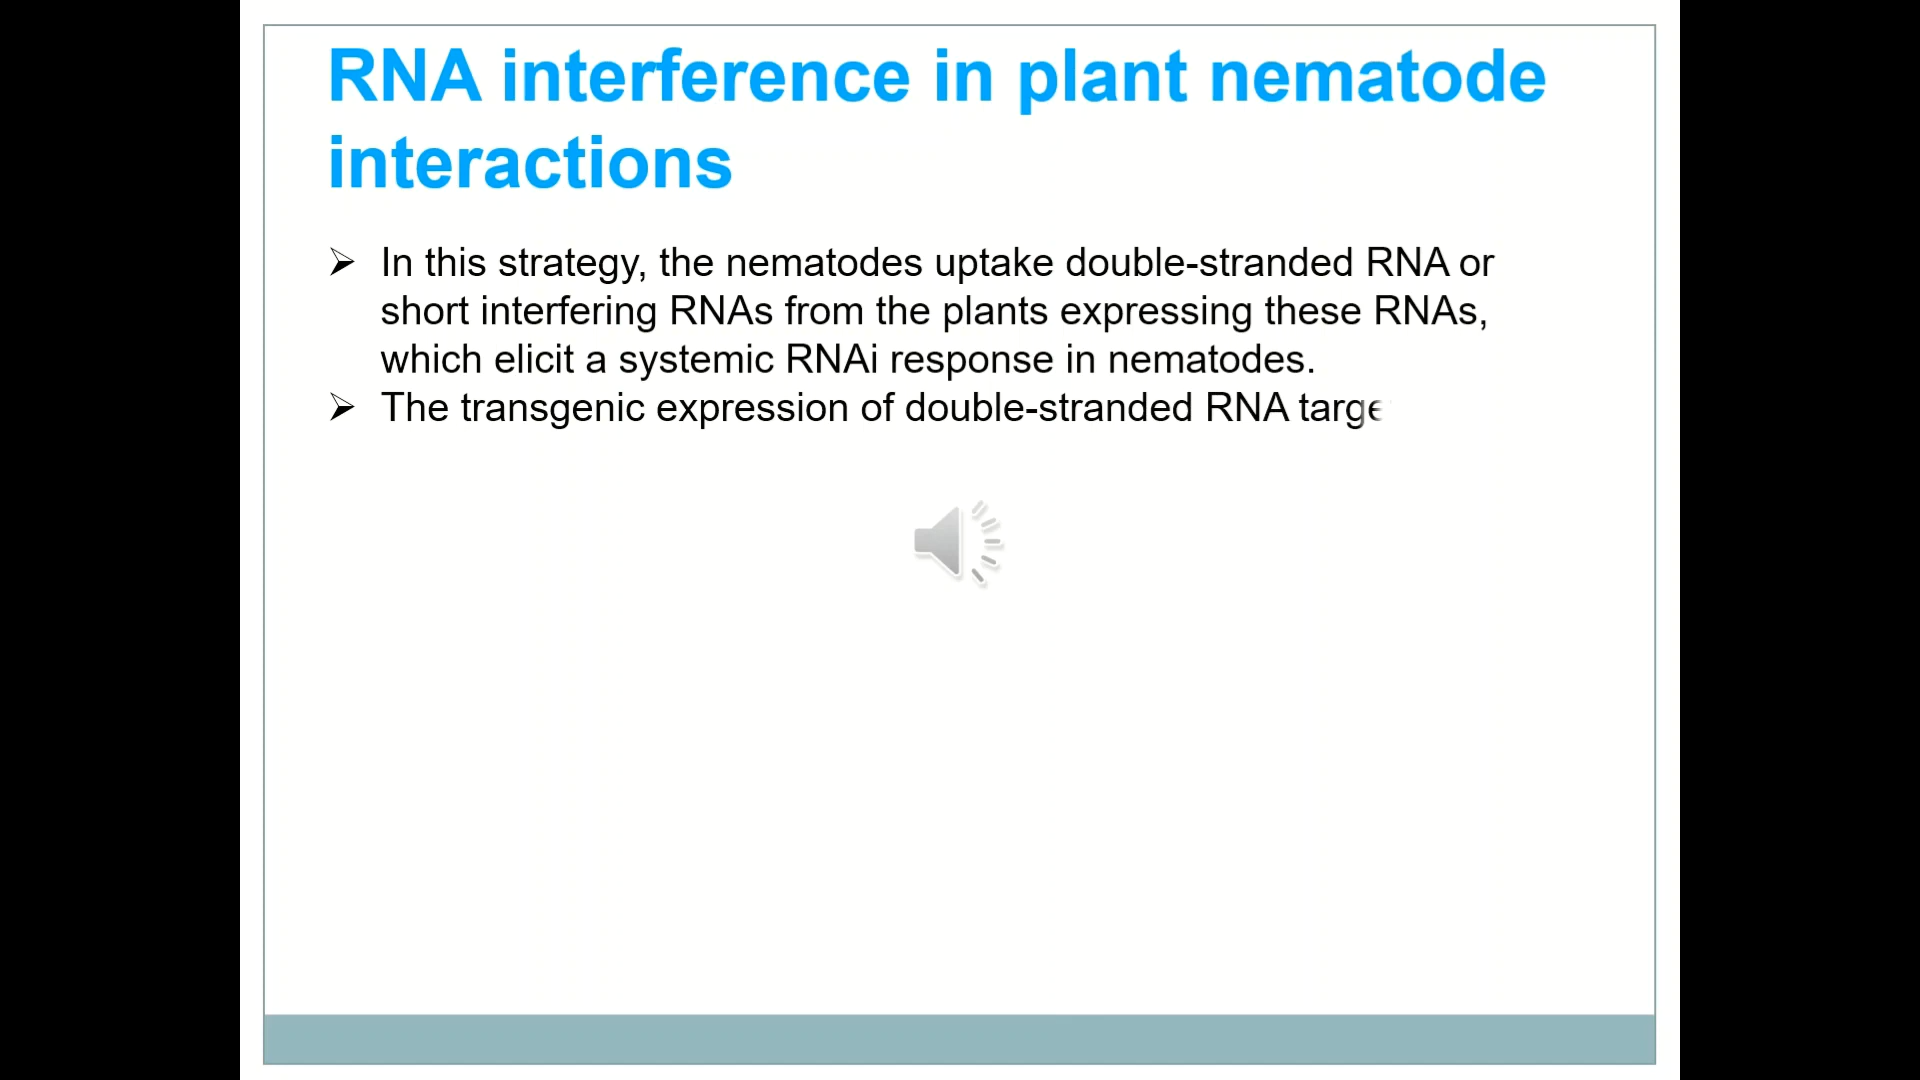 RNA interference in plant nematode
interactions
➢ In this strategy, the nematodes uptake double-stranded RNA or
short interfering RNAs from the plants expressing these RNAs,
which elicit a systemic RNAi response in nematodes.
➢ The transgenic expression of double-stranded RNA targe